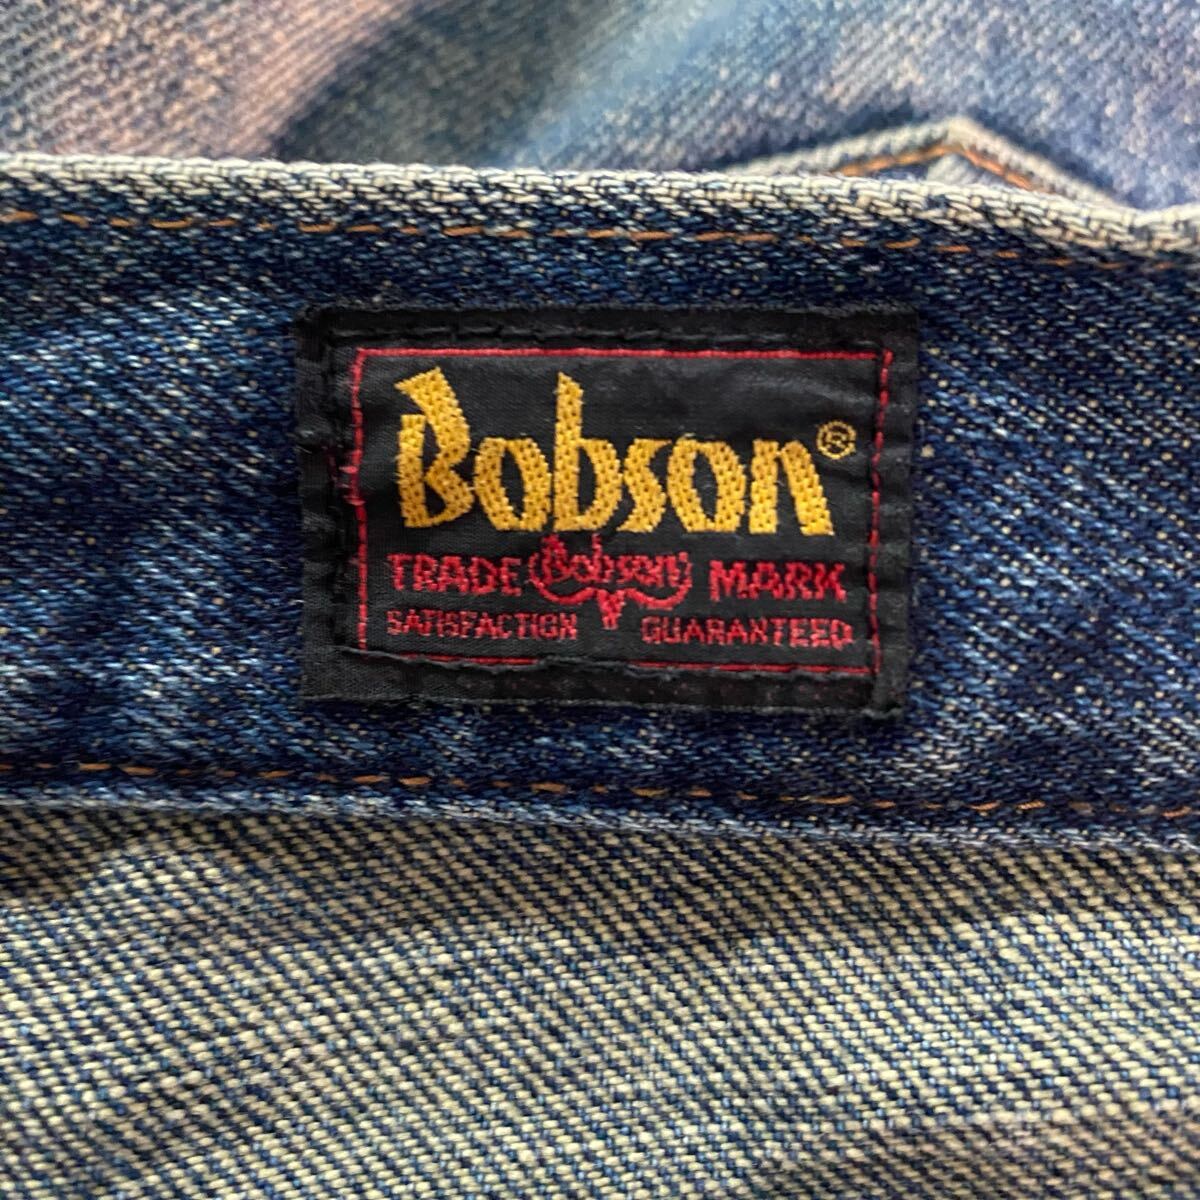 Bobson®
TRADE Bobson MARK
SATISFACTION GUARANTEED